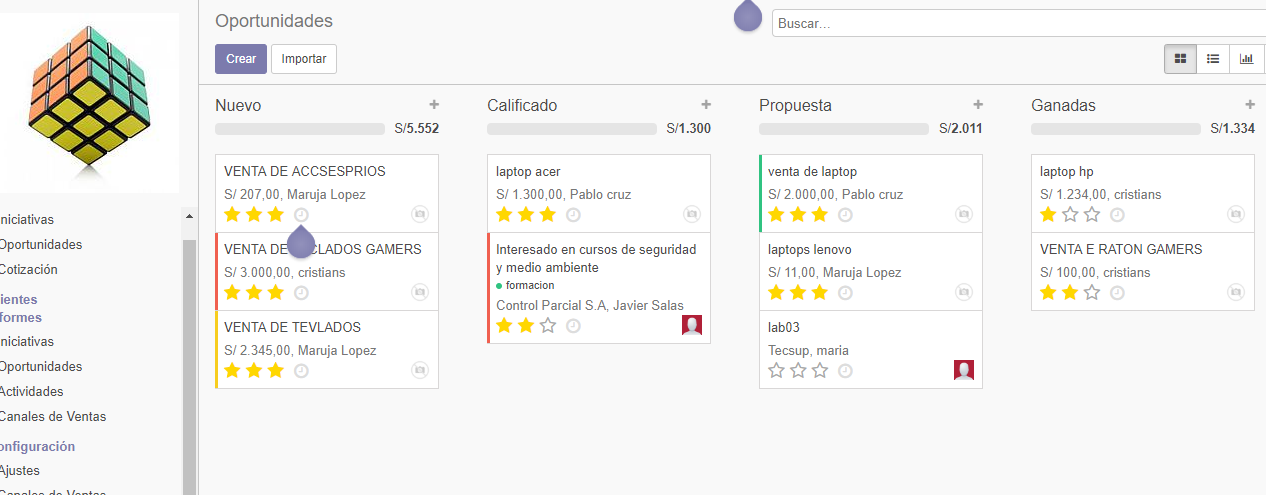 Oportunidades
Buscar...
Crear
Importar
niciativas
Oportunidades
Cotización
ientes
formes
niciativas
Oportunidades
Actividades
Canales de Ventas
onfiguración
Ajustes
Canales de Ventas
Nuevo +
S/5.552
VENTA DE ACCSESPRIOS
S/ 207,00, Maruja Lopez
VENTA DE CLADOS GAMERS
S/ 3.000,00, cristians
VENTA DE TEVLADOS
S/ 2.345,00, Maruja Lopez
Calificado +
S/1.300
laptop acer
S/ 1.300,00, Pablo cruz
Interesado en cursos de seguridad
y medio ambiente
formacion
Control Parcial S.A, Javier Salas
Propuesta +
S/2.011
venta de laptop
S/ 2.000,00, Pablo cruz
laptops lenovo
S/ 11,00, Maruja Lopez
lab03
Tecsup, maria
Ganadas +
S/1.334
laptop hp
S/ 1.234,00, cristians
VENTA E RATON GAMERS
S/ 100,00, cristians